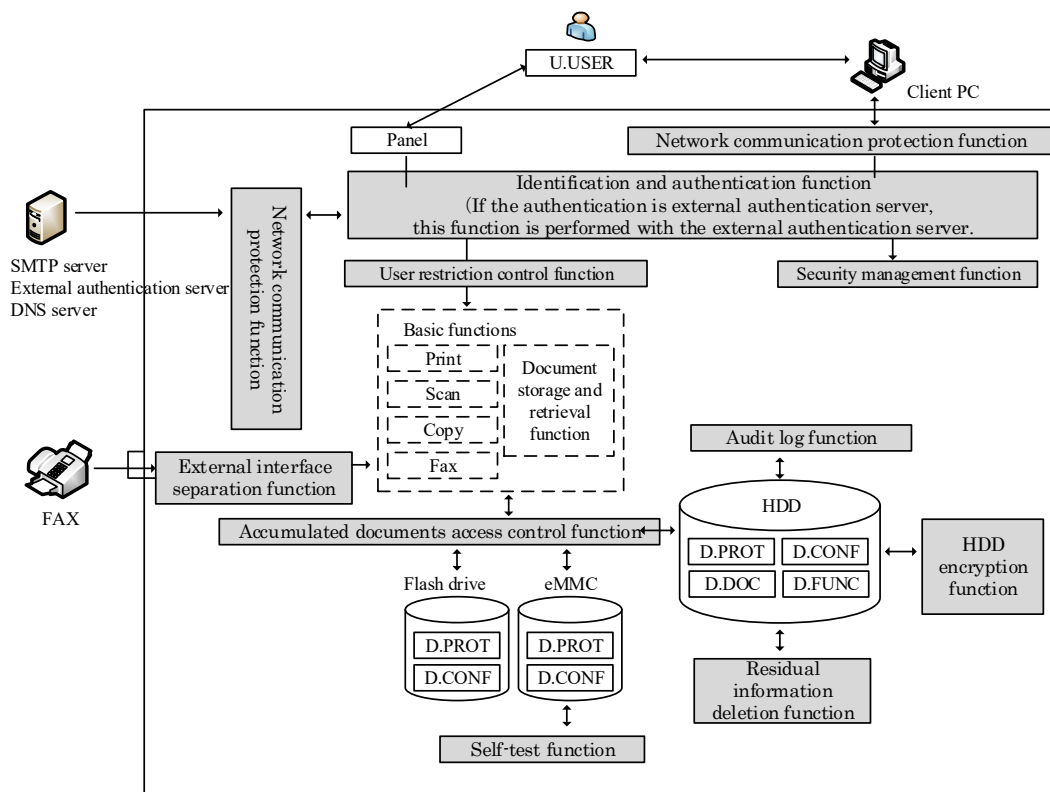 U.USER
Client PC
Panel
Network communication protection function
Identification and authentication function
(If the authentication is external authentication server,
this function is performed with the external authentication server.
Network communication
protection function
SMTP server
External authentication server
DNS server
User restriction control function
Security management function
Basic functions
Print
Scan
Copy
Fax
Document
storage and
retrieval
function
Audit log function
External interface
separation function
FAX
HDD
D.PROT
D.CONF
D.DOC
D.FUNC
HDD
encryption
function
Accumulated documents access control function
Flash drive
eMMC
D.PROT
D.CONF
D.PROT
D.CONF
Residual
information
deletion function
Self-test function